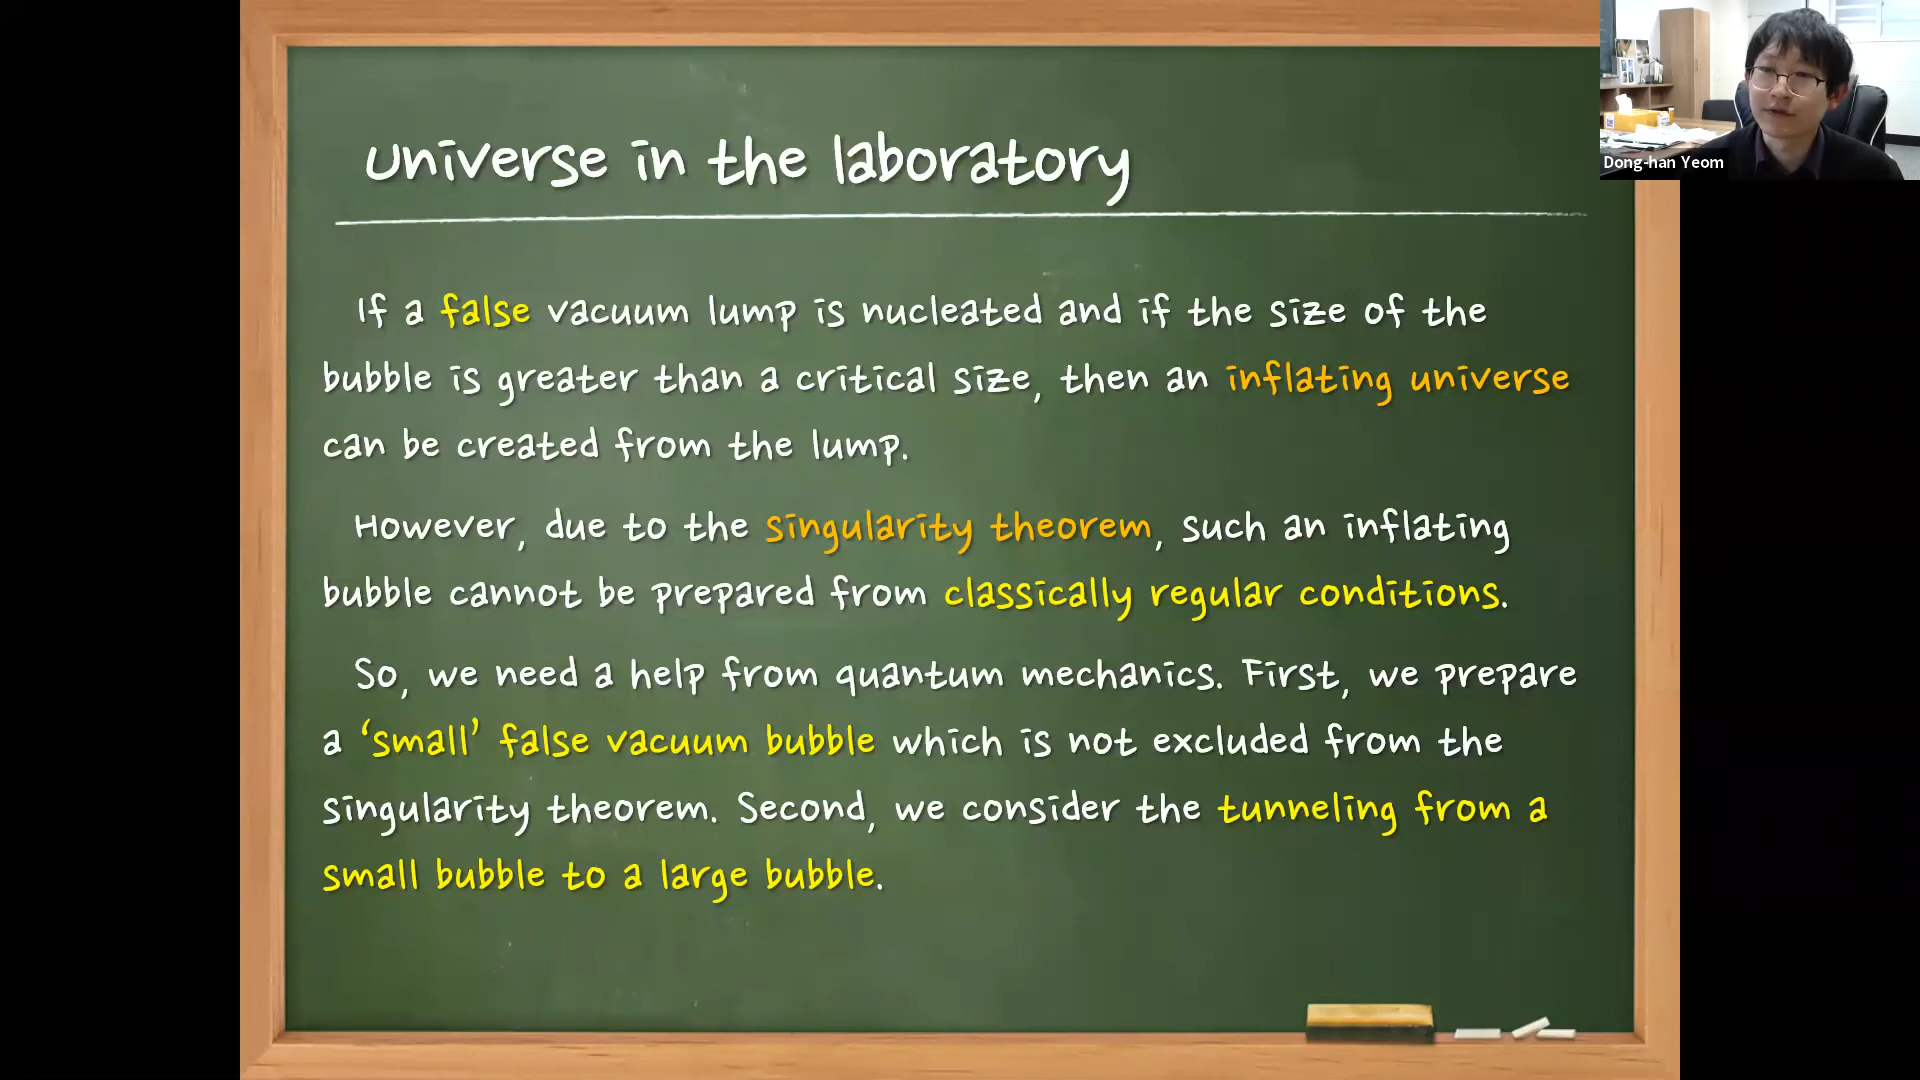 Universe in the laboratory
Dong-han Yeom
If a false vacuum lump is nucleated and if the size of the
bubble is greater than a critical size, then an inflating universe
can be created from the lump.
However, due to the singularity theorem, such an inflating
bubble cannot be prepared from classically regular conditions.
So, we need a help from quantum mechanics. First, we prepare
a ‘small’ false vacuum bubble which is not excluded from the
singularity theorem. Second, we consider the tunneling from a
small bubble to a large bubble.